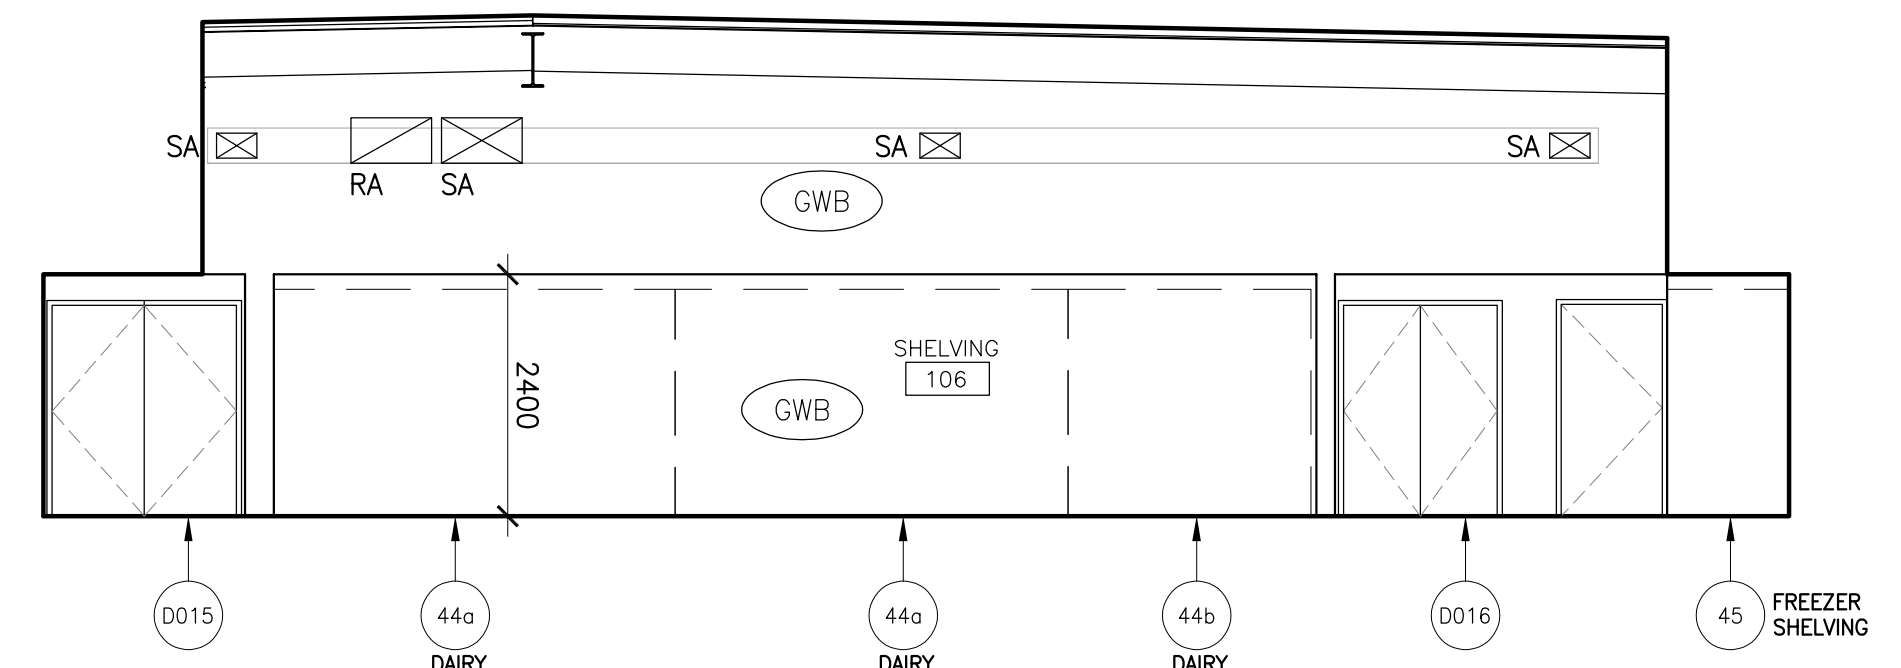 SA
SA
SA
RA
SA
GWB
SHELVING
106
2400
GWB
D015
44a
44a
44b
D016
45
FREEZER
SHELVING
DAIRY
DAIRY
DAIRY